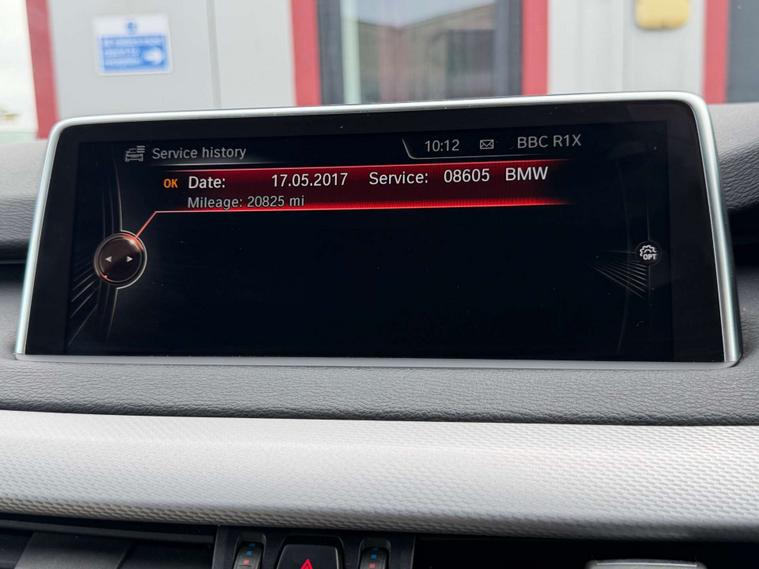 Service history
10:12 BBC R1X
OK Date: 17.05.2017 Service: 08605 BMW
Mileage: 20825 mi
OPT